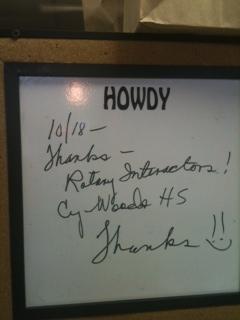 HOWDY
10/18 —
Thanks —
Rotary Interactors!
Cy-Woods HS
Thanks!!